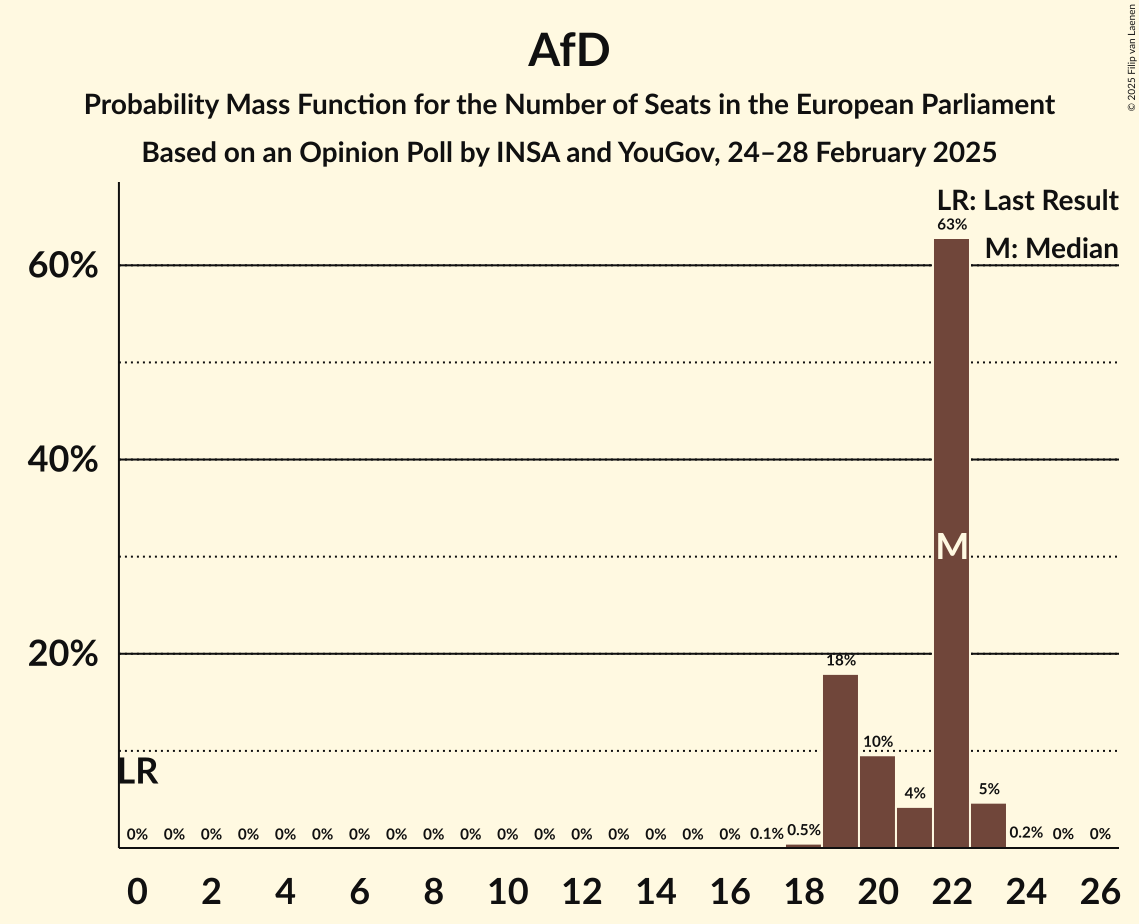 AfD
Probability Mass Function for the Number of Seats in the European Parliament
Based on an Opinion Poll by INSA and YouGov, 24–28 February 2025
© 2025 Filip van Laenen
LR: Last Result
M: Median
63%
60%
40%
M
20%
18%
10%
LR
4%
5%
0% 0% 0% 0% 0% 0% 0% 0% 0% 0% 0% 0% 0% 0% 0% 0% 0% 0.1% 0.5% 0.2% 0% 0%
0 2 4 6 8 10 12 14 16 18 20 22 24 26